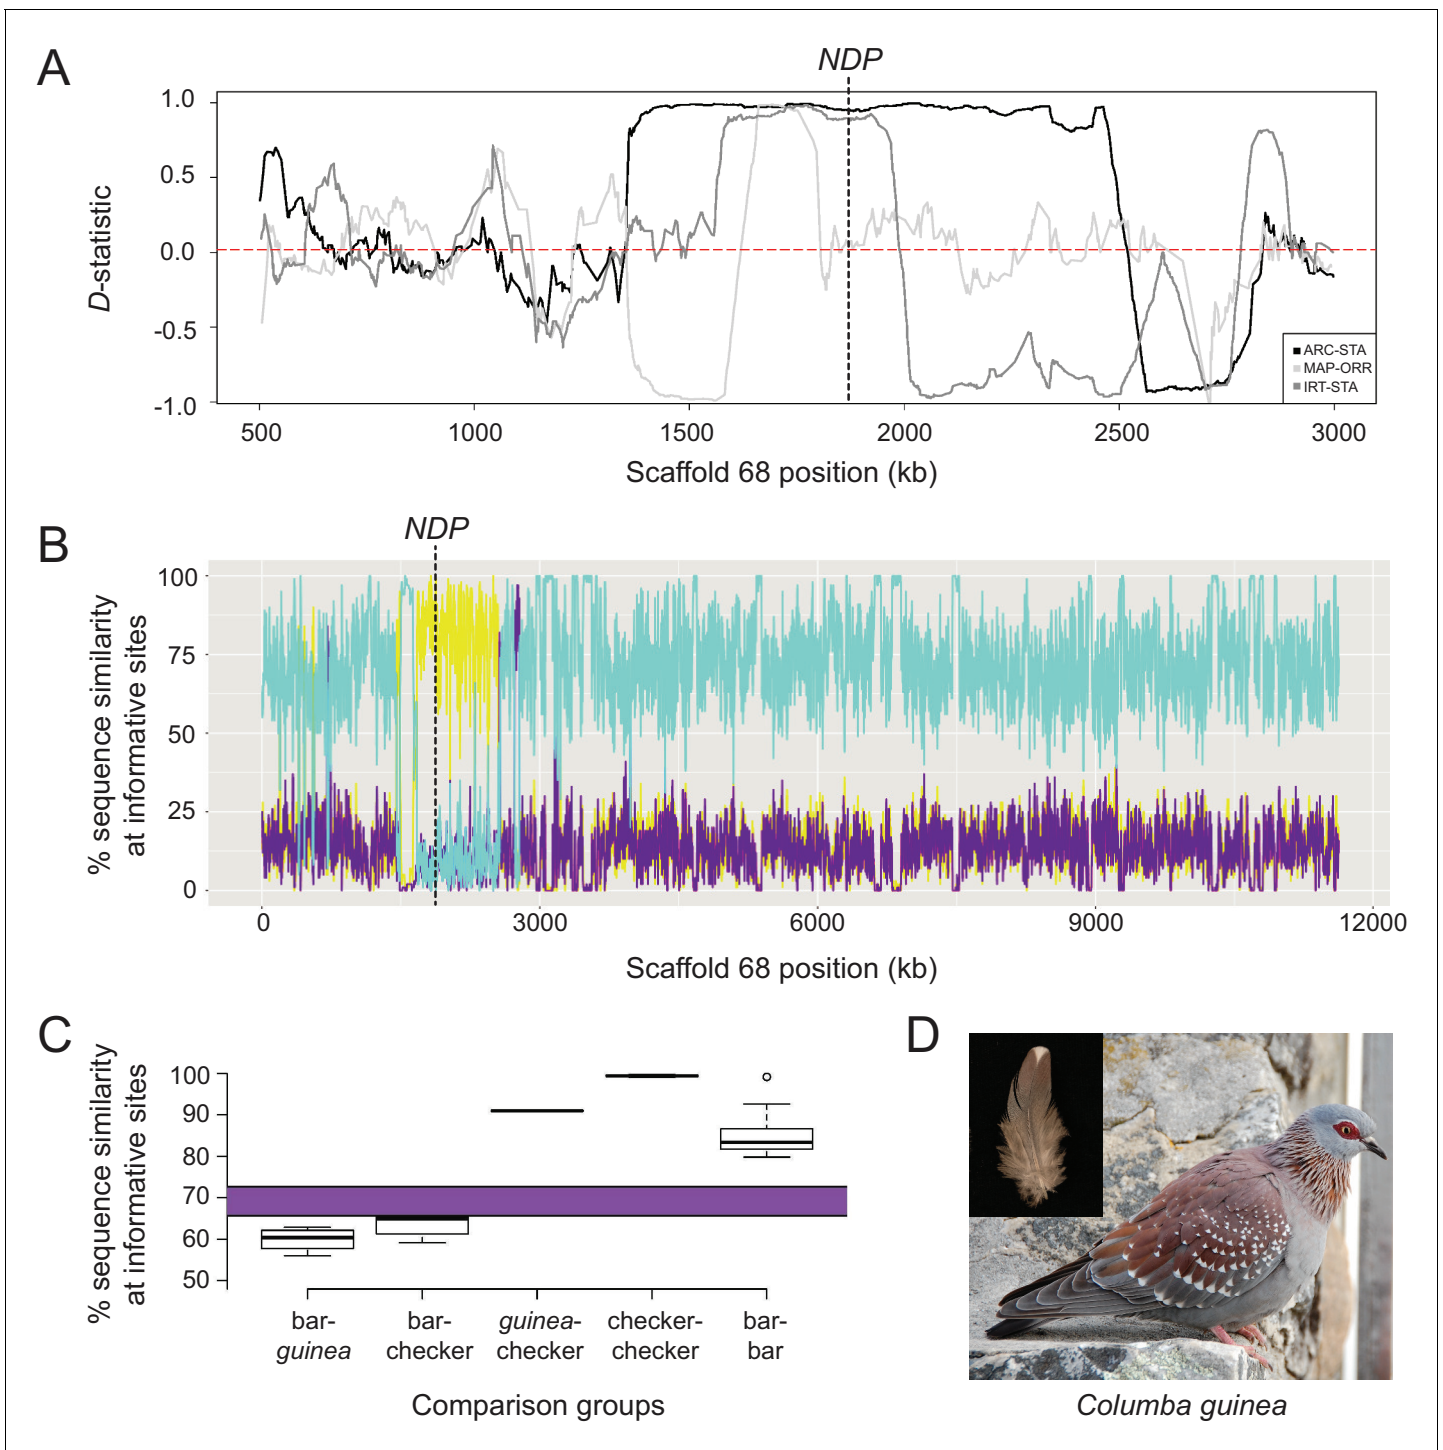 A
NDP
D-statistic
1.0
0.5
0.0
-0.5
-1.0
ARC-STA
MAP-ORR
IRT-STA
500 1000 1500 2000 2500 3000
Scaffold 68 position (kb)
B
NDP
% sequence similarity
at informative sites
100
75
50
25
0
0 3000 6000 9000 12000
Scaffold 68 position (kb)
C
% sequence similarity
at informative sites
100
90
80
70
60
50
bar- bar- guinea- checker- bar-
guinea checker checker checker bar
Comparison groups
D
Columba guinea